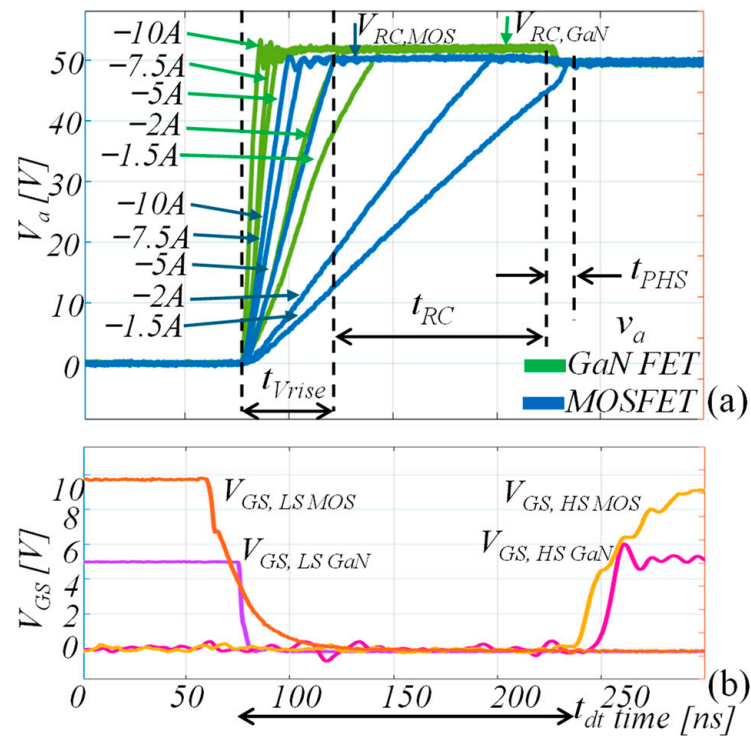 V_RC,MOS V_RC,GaN
−10A
−7.5A
−5A
−2A
−1.5A
−10A
−7.5A
−5A
−2A
−1.5A
V_a [V]
50
40
30
20
10
0
t_PHS
t_RC
v_a
t_Vrise
GaN FET
MOSFET
(a)
V_GS [V]
10
8
6
4
2
0
V_GS, LS MOS
V_GS, LS GaN
V_GS, HS MOS
V_GS, HS GaN
0 50 100 150 200 250
t_dt time [ns]
(b)